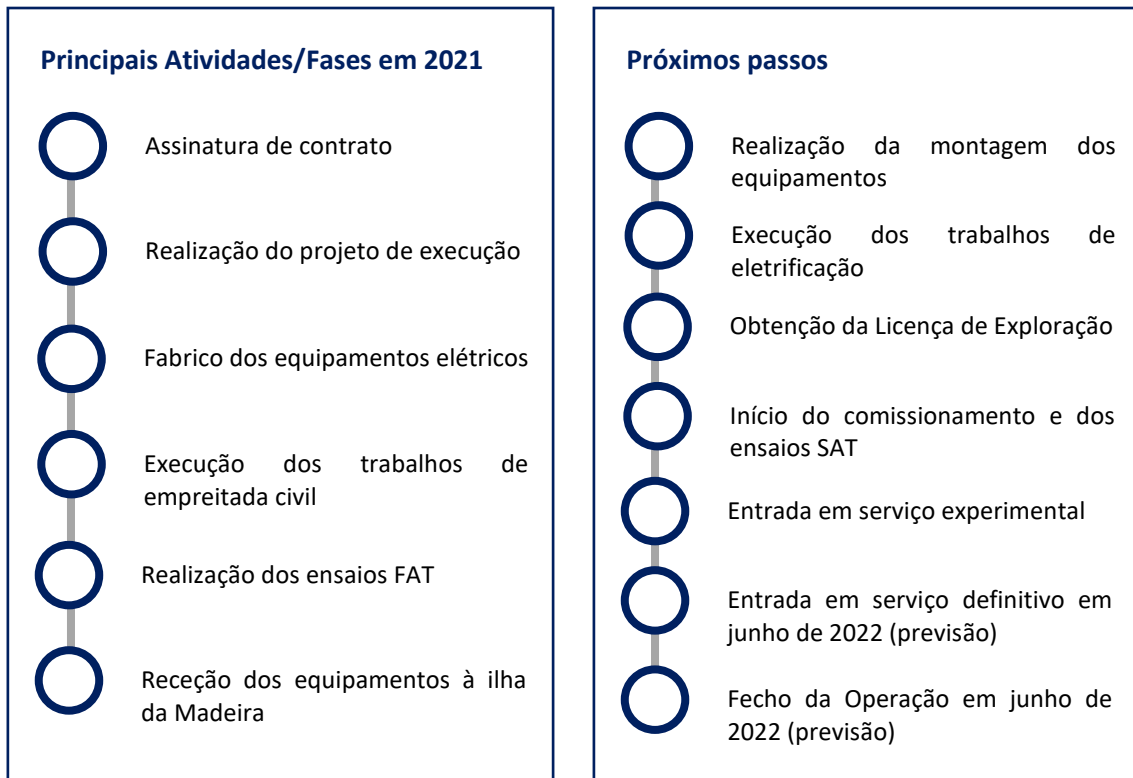 Principais Atividades/Fases em 2021
Assinatura de contrato
Realização do projeto de execução
Fabrico dos equipamentos elétricos
Execução dos trabalhos de
empreitada civil
Realização dos ensaios FAT
Receção dos equipamentos à ilha
da Madeira
Próximos passos
Realização da montagem dos
equipamentos
Execução dos trabalhos de
eletrificação
Obtenção da Licença de Exploração
Início do comissionamento e dos
ensaios SAT
Entrada em serviço experimental
Entrada em serviço definitivo em
junho de 2022 (previsão)
Fecho da Operação em junho de
2022 (previsão)